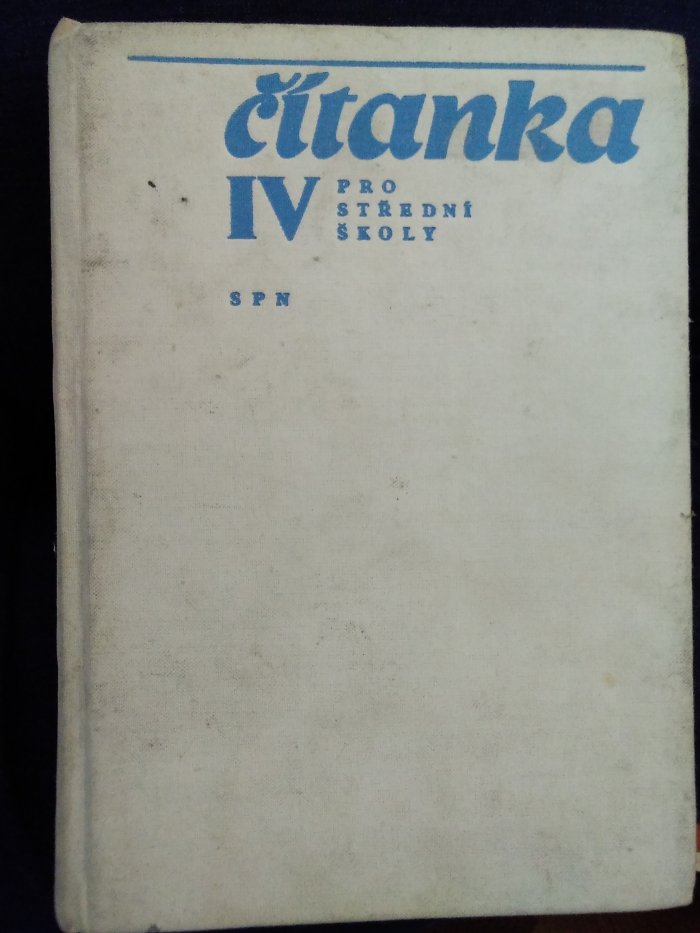 čítanka
IV PRO
STŘEDNÍ
ŠKOLY
SPN